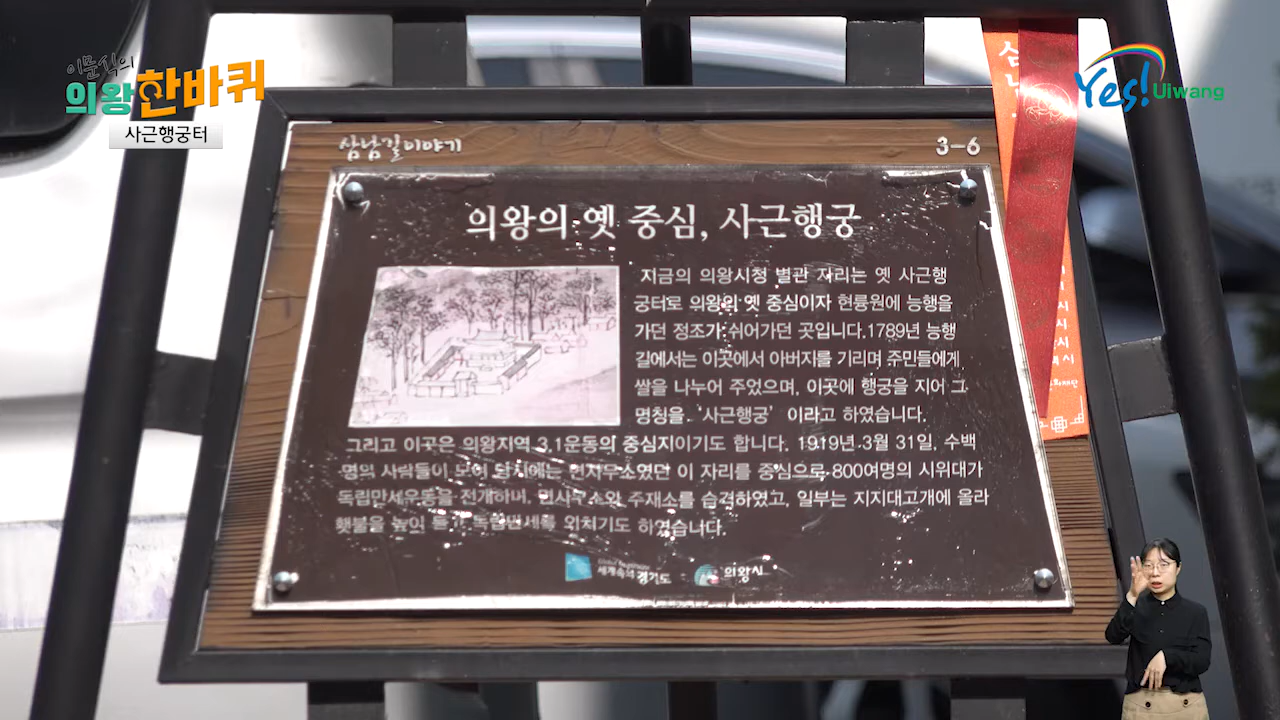 이문식의
의왕 한바퀴
사근행궁터
Yes! Uiwang
삼남길이야기
3-6
의왕의 옛 중심, 사근행궁
지금의 의왕시청 별관 자리는 옛 사근행
궁터로 의왕의 옛 중심이자 현륭원에 능행을
가던 정조가 쉬어가던 곳입니다. 1789년 능행
길에서는 이곳에서 아버지를 기리며 주민들에게
쌀을 나누어 주었으며, 이곳에 행궁을 지어 그
명칭을 '사근행궁' 이라고 하였습니다.
그리고 이곳은 의왕지역 3.1운동의 중심지이기도 합니다. 1919년 3월 31일, 수백
명의 사람들이 모여 당시에는 면사무소였던 이 자리를 중심으로 800여명의 시위대가
독립만세운동을 전개하며, 면사무소와 주재소를 습격하였고, 일부는 지지대고개에 올라
횃불을 높이 들고 독립만세를 외치기도 하였습니다.
세계속의 경기도
의왕시
삼남